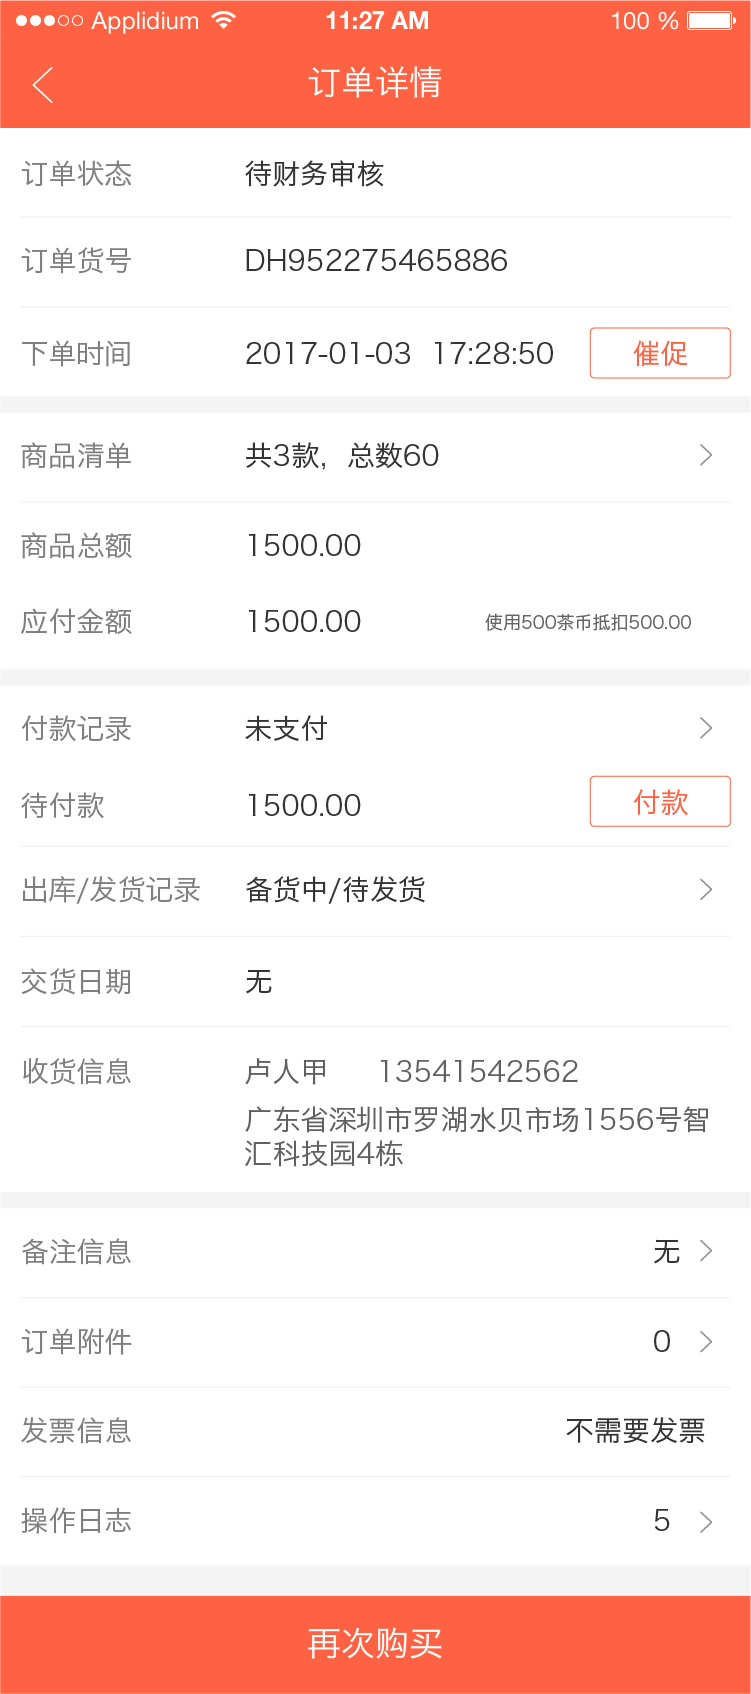 Applidium 11:27 AM 100 %
订单详情
订单状态 待财务审核
订单货号 DH952275465886
下单时间 2017-01-03 17:28:50 催促
商品清单 共3款，总数60
商品总额 1500.00
应付金额 1500.00 使用500茶币抵扣500.00
付款记录 未支付
待付款 1500.00 付款
出库/发货记录 备货中/待发货
交货日期 无
收货信息 卢人甲 13541542562
广东省深圳市罗湖水贝市场1556号智
汇科技园4栋
备注信息 无
订单附件 0
发票信息 不需要发票
操作日志 5
再次购买